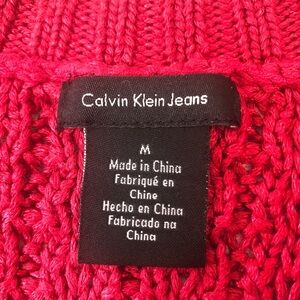 Calvin Klein Jeans
M
Made in China
Fabriqué en
Chine
Hecho en China
Fabricado na
China